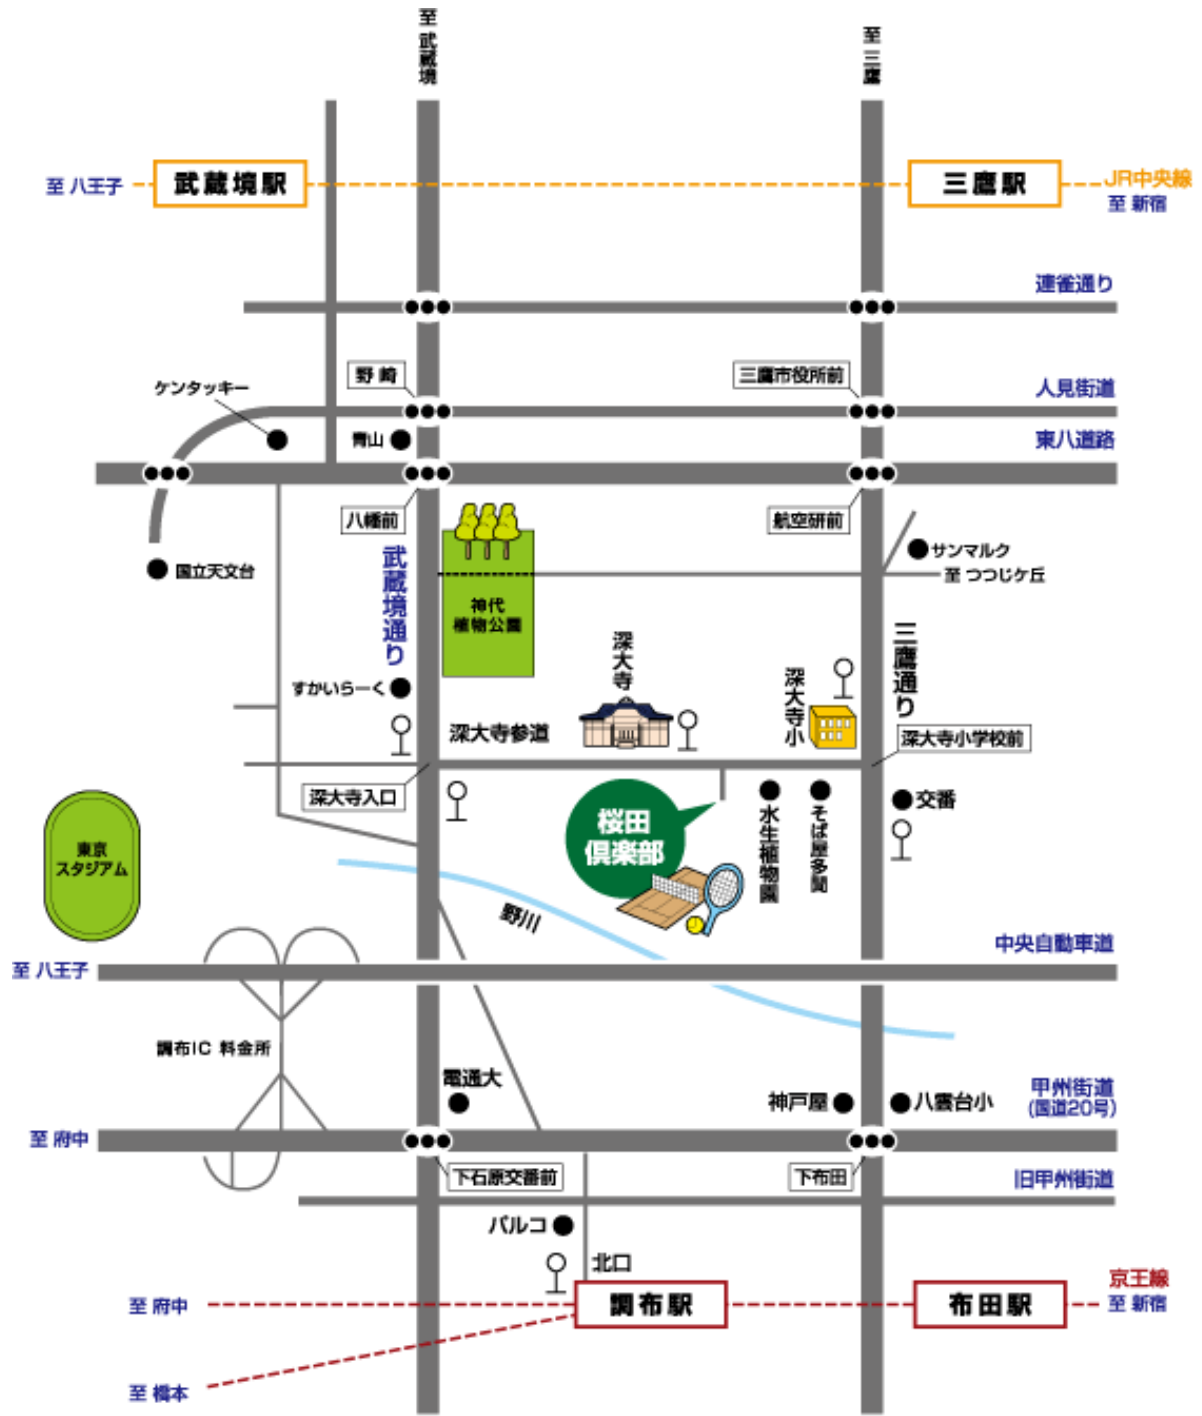 至 武蔵境
至 三鷹
至 八王子
武蔵境駅
三鷹駅
JR中央線
至 新宿
連雀通り
野崎
三鷹市役所前
人見街道
ケンタッキー
青山
東八道路
八幡前
航空研前
武蔵境通り
サンマルク
国立天文台
至 つつじケ丘
神代
植物公園
三鷹通り
深大寺
すかいらーく
深大寺小
深大寺参道
深大寺小学校前
深大寺入口
交番
桜田
倶楽部
水生植物園
そば屋多聞
東京
スタジアム
野川
中央自動車道
至 八王子
調布IC 料金所
電通大
神戸屋
八雲台小
甲州街道
(国道20号)
至 府中
下石原交番前
下布田
旧甲州街道
パルコ
北口
京王線
至 府中
調布駅
布田駅
至 新宿
至 橋本